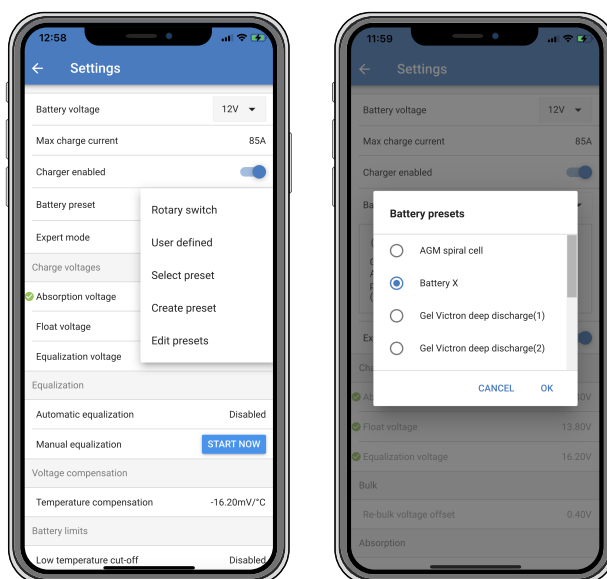 12:58
Settings
Battery voltage 12V
Max charge current 85A
Charger enabled
Battery preset
Rotary switch
Expert mode
User defined
Charge voltages
Select preset
Absorption voltage
Create preset
Float voltage
Edit presets
Equalization voltage
Equalization
Automatic equalization Disabled
Manual equalization START NOW
Voltage compensation
Temperature compensation -16.20mV/°C
Battery limits
Low temperature cut-off Disabled
11:59
Settings
Battery voltage 12V
Max charge current 85A
Charger enabled
Ba
Battery presets
AGM spiral cell
Battery X
Gel Victron deep discharge(1)
Gel Victron deep discharge(2)
Ex
CANCEL OK
Cha
Ab 0V
Float voltage 13.80V
Equalization voltage 16.20V
Bulk
Re-bulk voltage offset 0.40V
Absorption